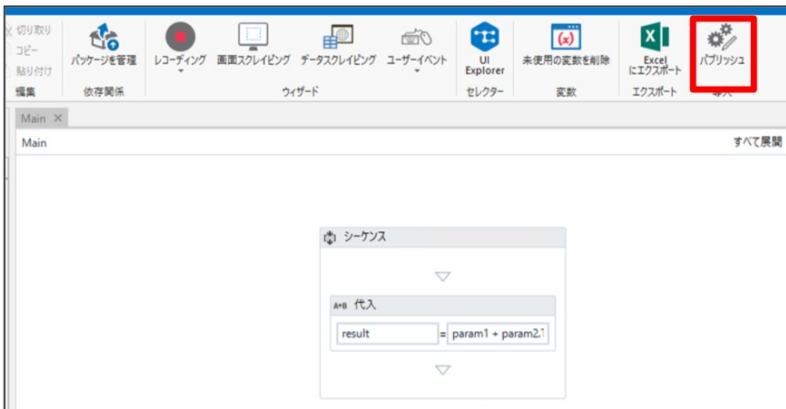 切り取り
コピー
貼り付け
編集
パッケージを管理
依存関係
レコーディング
画面スクレイピング
データスクレイピング
ユーザーイベント
ウィザード
UI
Explorer
セレクター
未使用の変数を削除
変数
Excel
にエクスポート
エクスポート
パブリッシュ
Main ×
Main
すべて展開
シーケンス
A+B 代入
result = param1 + param2.